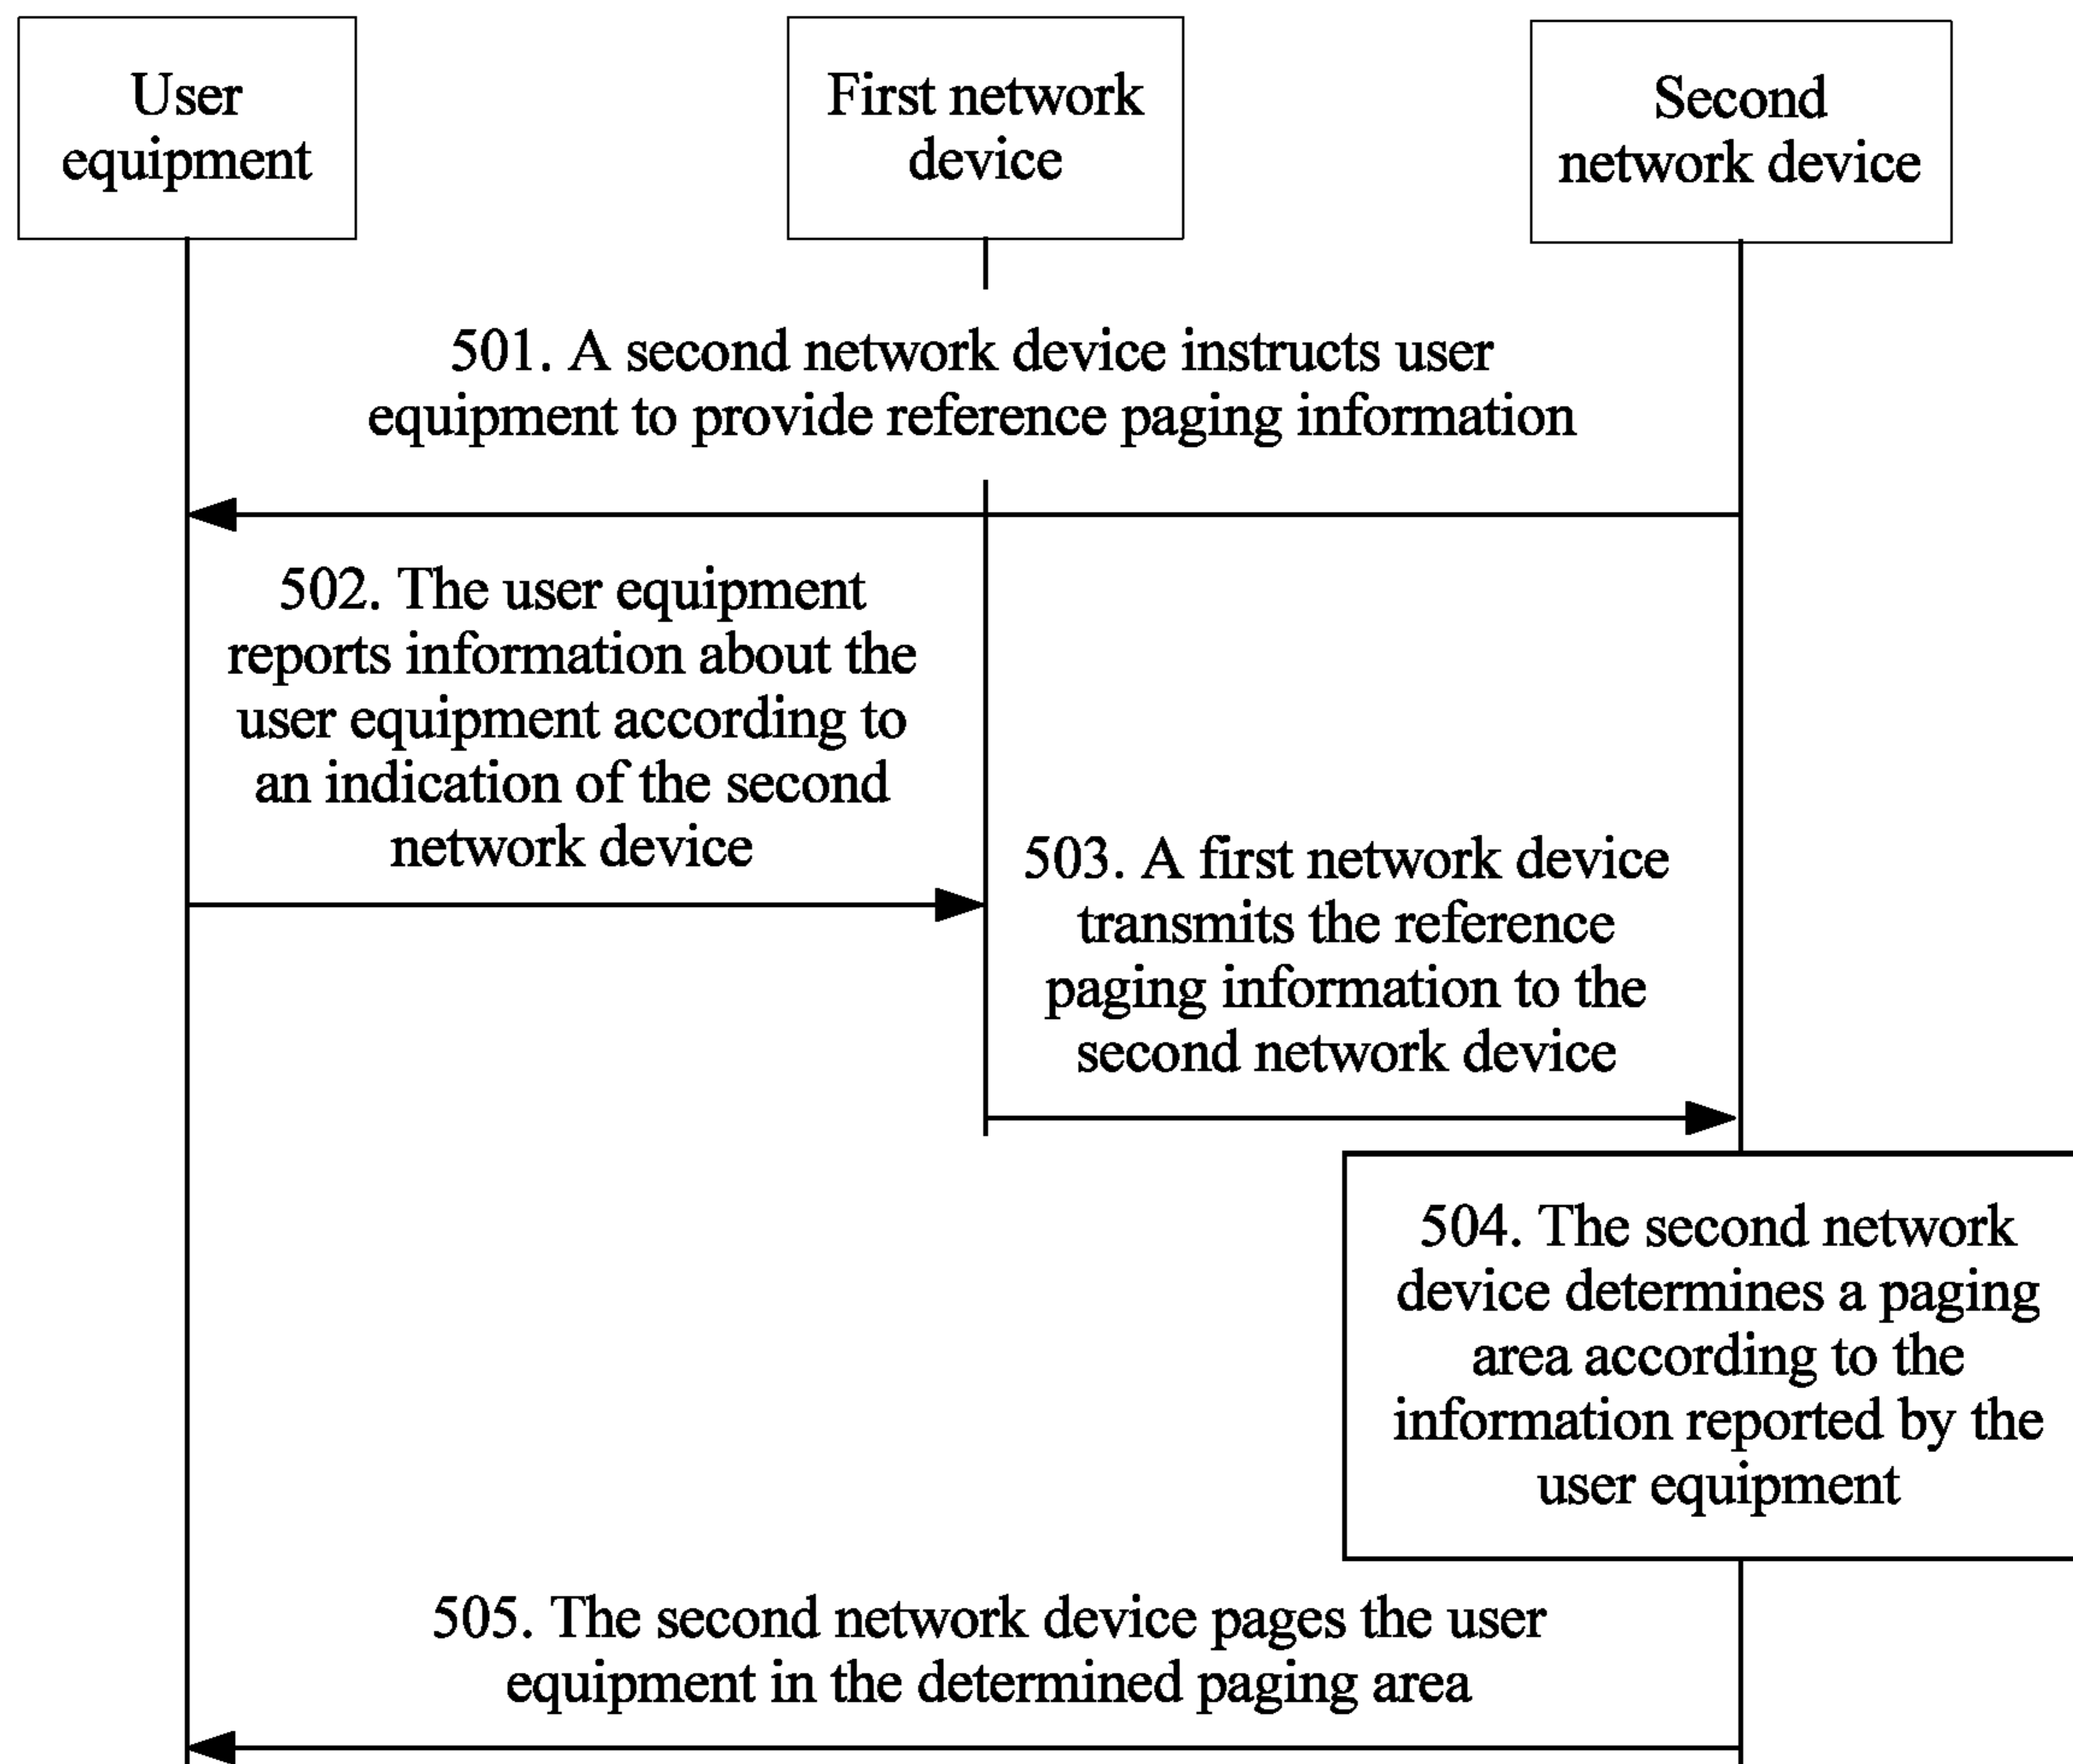 User
equipment
First network
device
Second
network device
501. A second network device instructs user
equipment to provide reference paging information
502. The user equipment
reports information about the
user equipment according to
an indication of the second
network device
503. A first network device
transmits the reference
paging information to the
second network device
504. The second network
device determines a paging
area according to the
information reported by the
user equipment
505. The second network device pages the user
equipment in the determined paging area